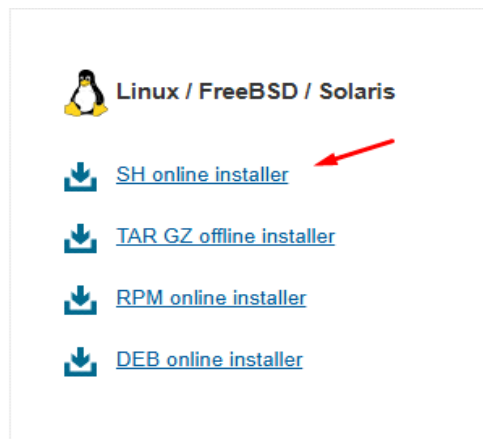 Linux / FreeBSD / Solaris
SH online installer
TAR GZ offline installer
RPM online installer
DEB online installer